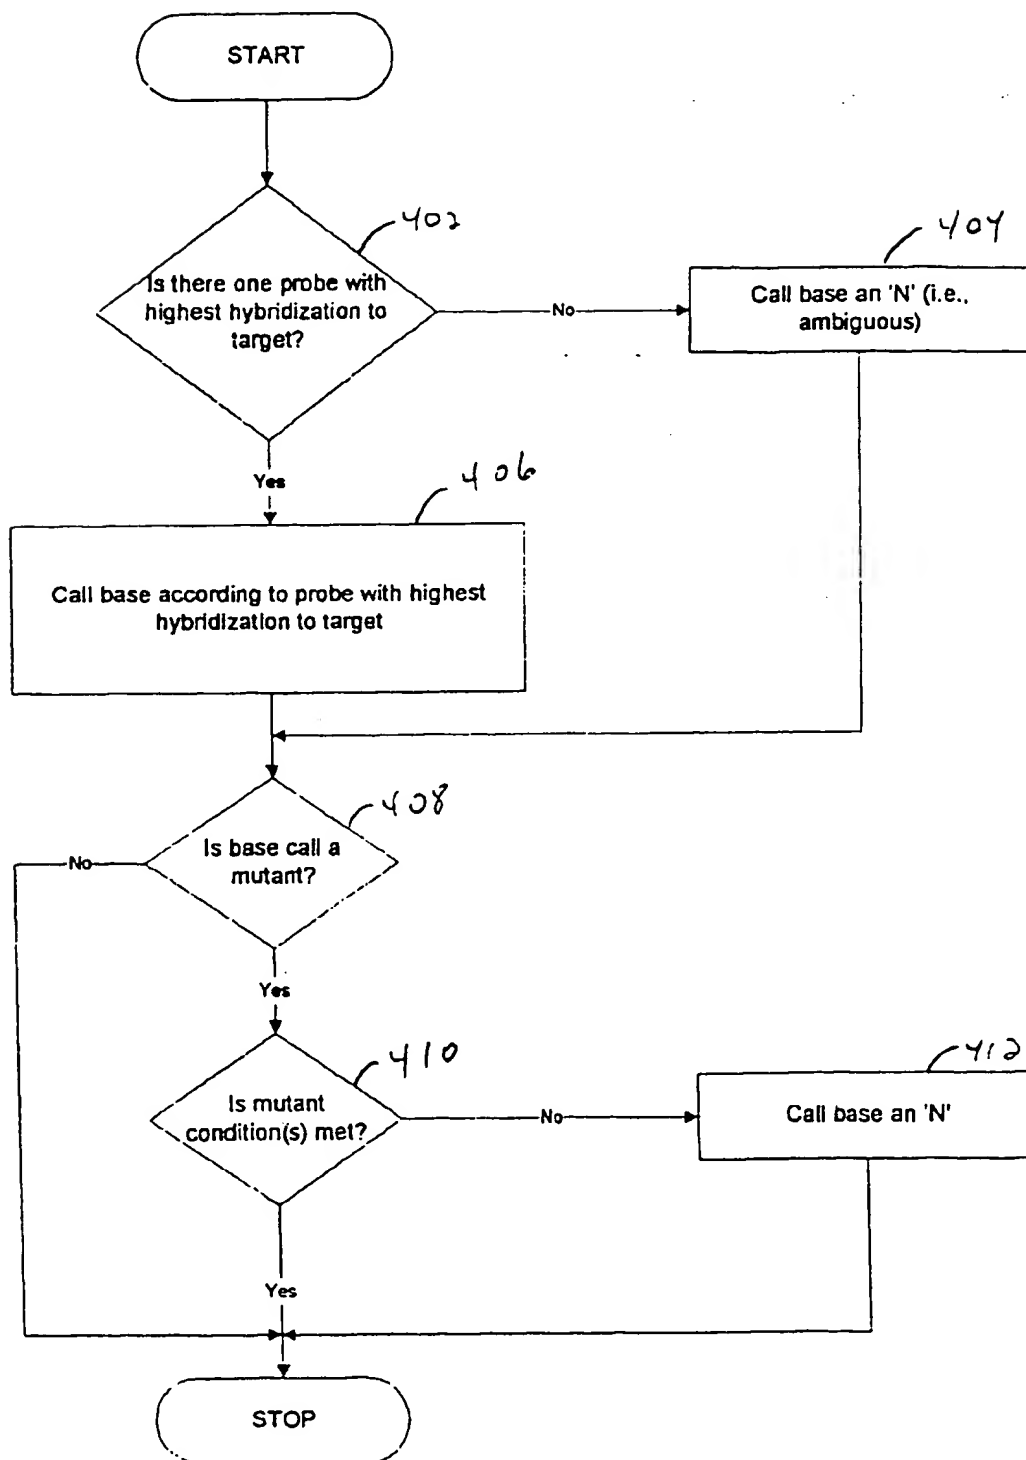 START
402
Is there one probe with
highest hybridization to
target?
No
404
Call base an 'N' (i.e.,
ambiguous)
Yes
406
Call base according to probe with highest
hybridization to target
408
Is base call a
mutant?
No
Yes
410
Is mutant
condition(s) met?
No
412
Call base an 'N'
Yes
STOP